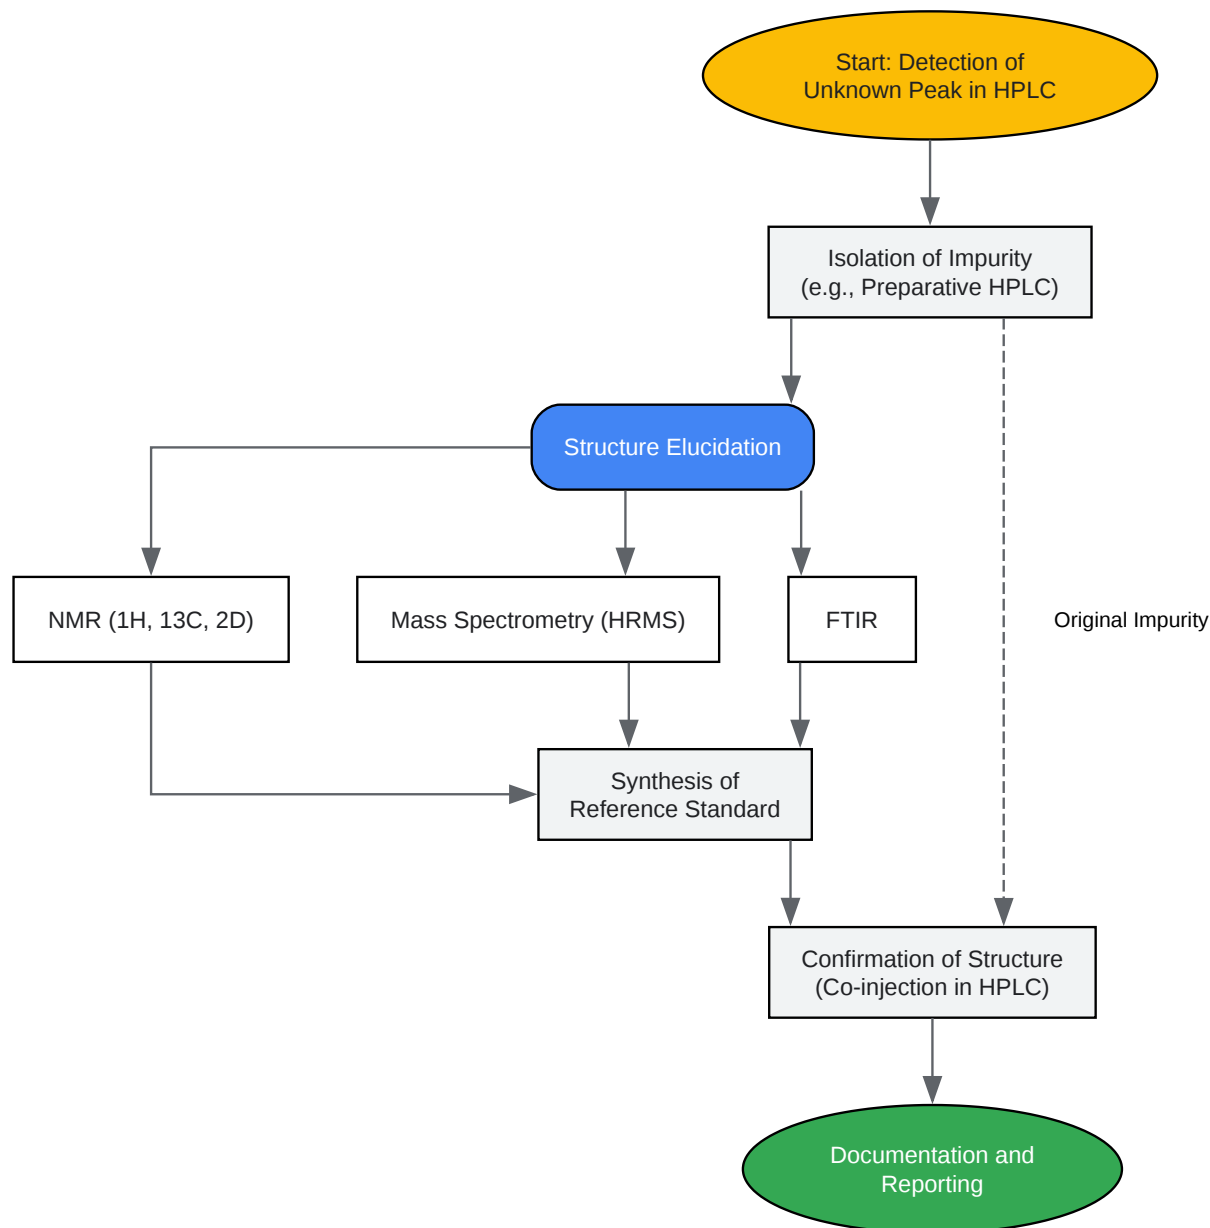 Start: Detection of
Unknown Peak in HPLC
Isolation of Impurity
(e.g., Preparative HPLC)
Structure Elucidation
NMR (1H, 13C, 2D)
Mass Spectrometry (HRMS)
FTIR
Original Impurity
Synthesis of
Reference Standard
Confirmation of Structure
(Co-injection in HPLC)
Documentation and
Reporting